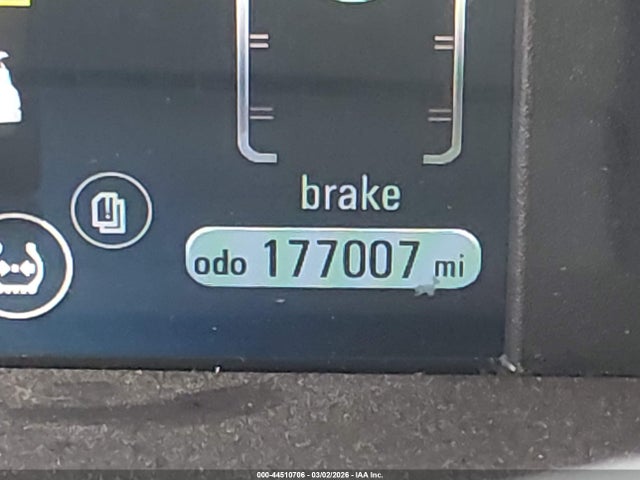 brake
odo 177007 mi
000-44510706 - 03/02/2026 - IAA Inc.